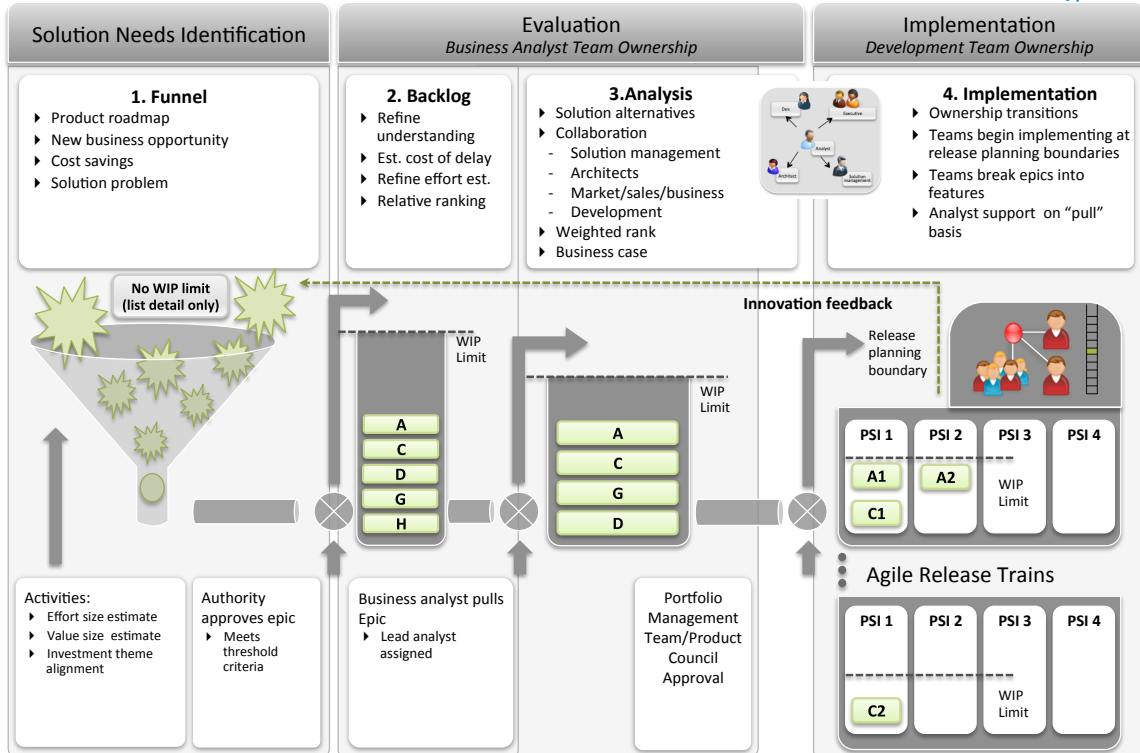 Solution Needs Identification
Evaluation
Business Analyst Team Ownership
Implementation
Development Team Ownership
1. Funnel
Product roadmap
New business opportunity
Cost savings
Solution problem
2. Backlog
Refine
understanding
Est. cost of delay
Refine effort est.
Relative ranking
3.Analysis
Solution alternatives
Collaboration
- Solution management
- Architects
- Market/sales/business
- Development
Weighted rank
Business case
Dev
Executive
Analyst
Architect
Solution
management
4. Implementation
Ownership transitions
Teams begin implementing at
release planning boundaries
Teams break epics into
features
Analyst support on “pull”
basis
No WIP limit
(list detail only)
WIP
Limit
WIP
Limit
Innovation feedback
Release
planning
boundary
A
C
D
G
H
A
C
G
D
PSI 1
PSI 2
PSI 3
PSI 4
A1
A2
C1
WIP
Limit
Agile Release Trains
PSI 1
PSI 2
PSI 3
PSI 4
C2
WIP
Limit
Activities:
Effort size estimate
Value size estimate
Investment theme
alignment
Authority
approves epic
Meets
threshold
criteria
Business analyst pulls
Epic
Lead analyst
assigned
Portfolio
Management
Team/Product
Council
Approval